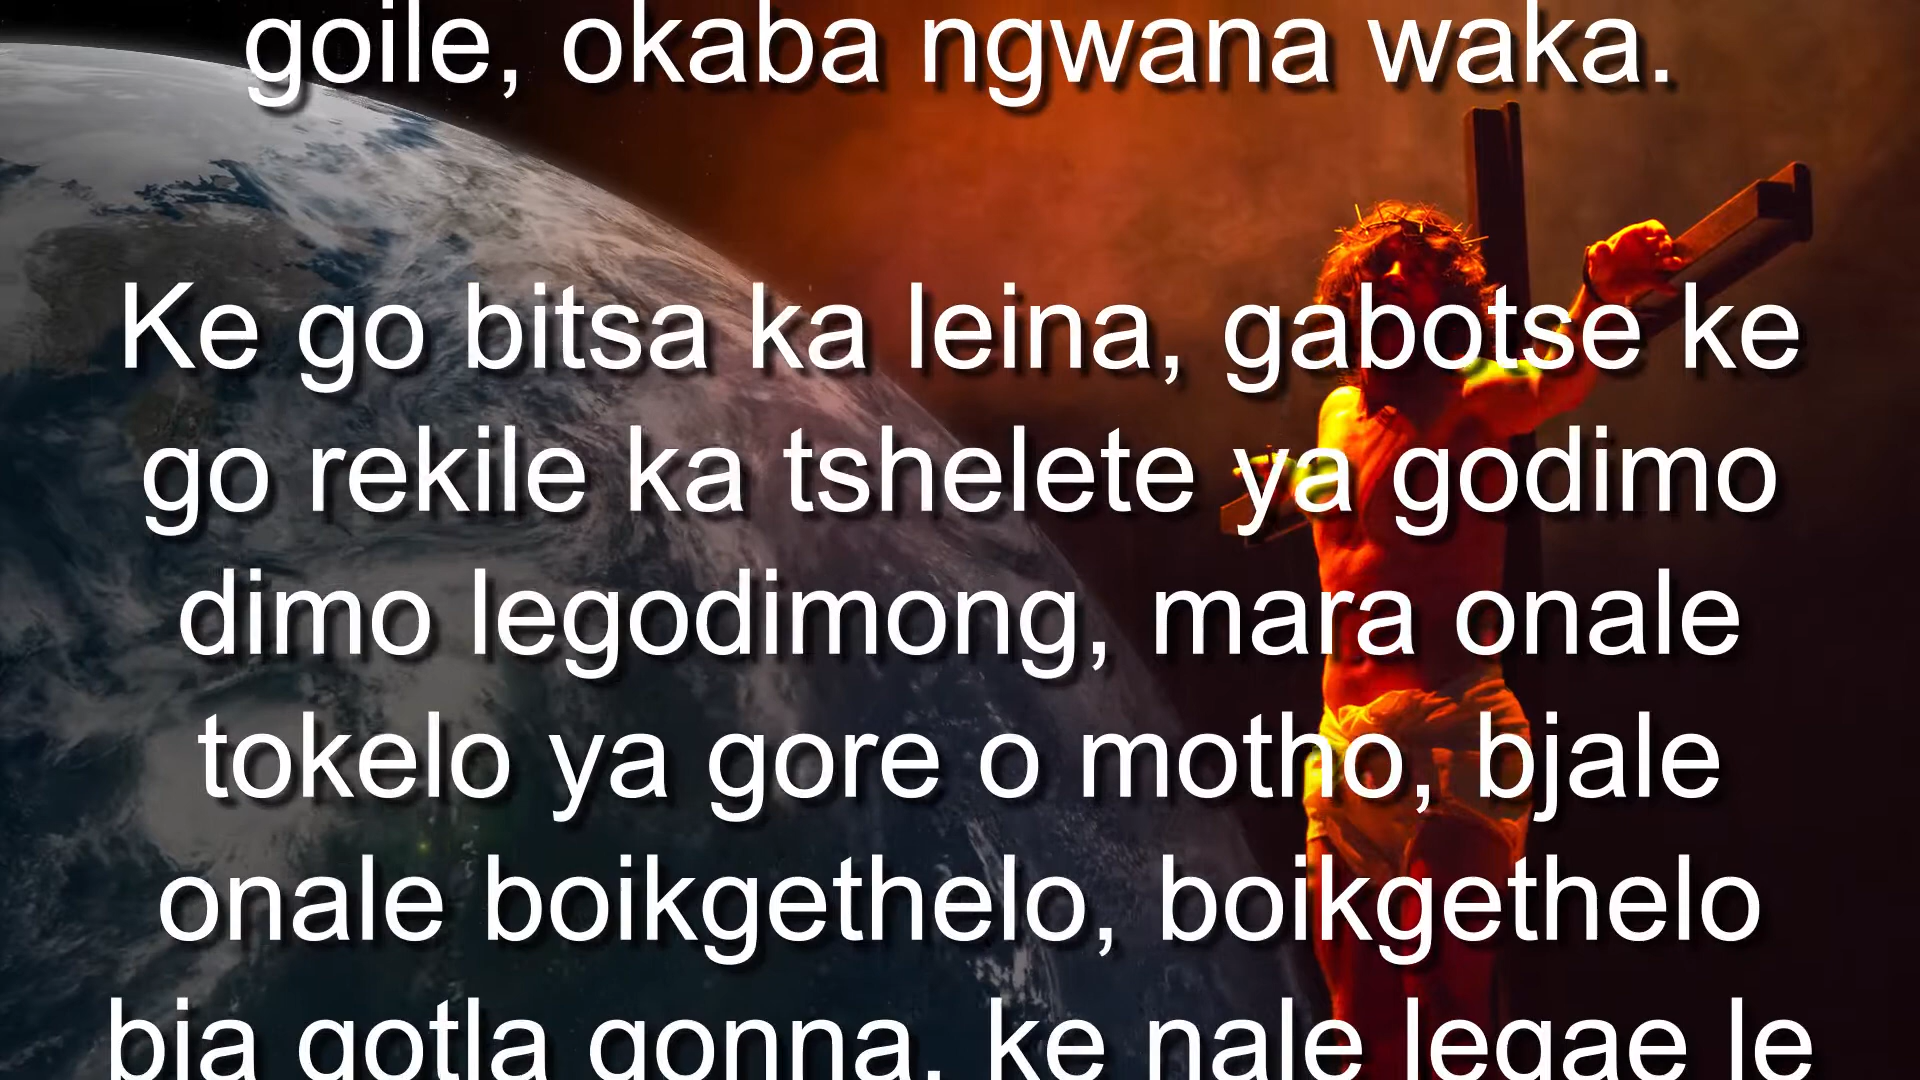 goile, okaba ngwana waka.
Ke go bitsa ka leina, gabotse ke
go rekile ka tshelete ya godimo
dimo legodimong, mara onale
tokelo ya gore o motho, bjale
onale boikgethelo, boikgethelo
bja gotla gonna, ke nale legae le